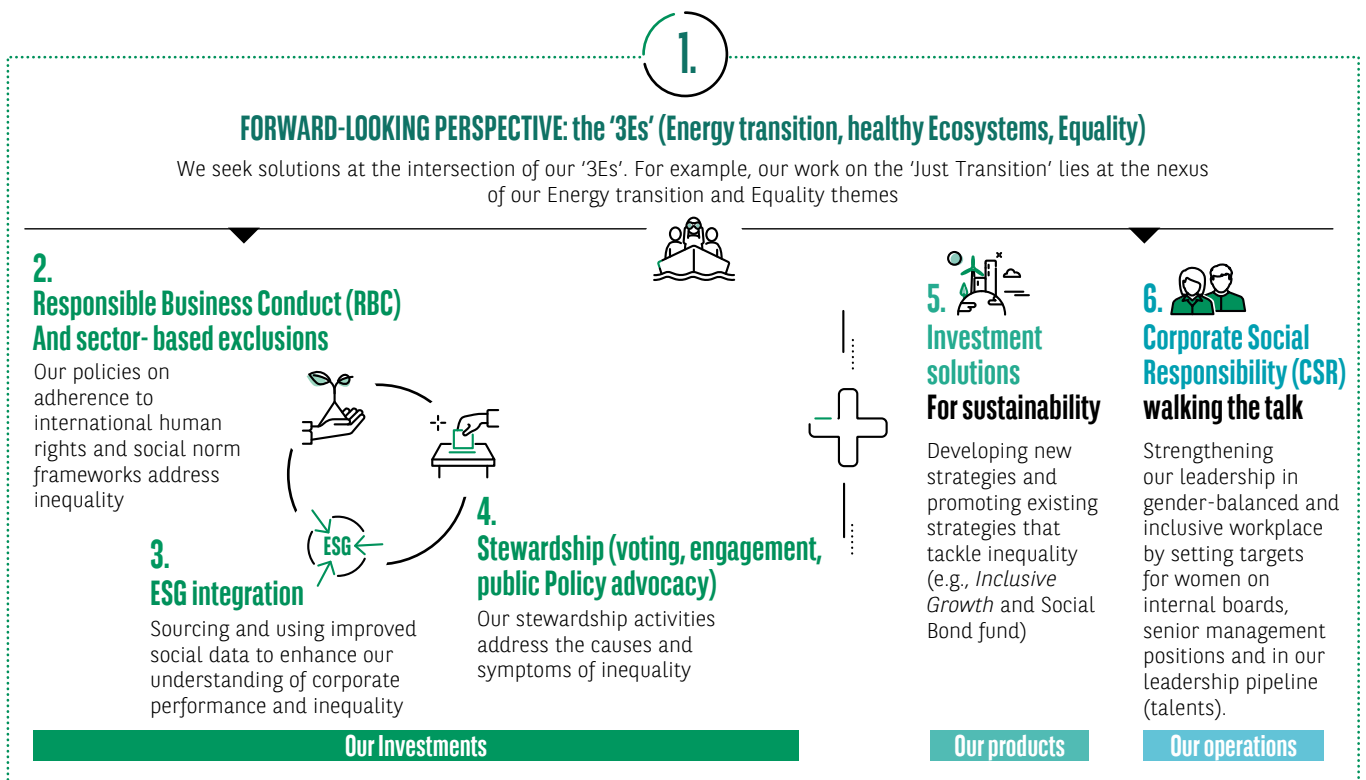 1.
FORWARD-LOOKING PERSPECTIVE: the ‘3Es’ (Energy transition, healthy Ecosystems, Equality)
We seek solutions at the intersection of our ‘3Es’. For example, our work on the ‘Just Transition’ lies at the nexus
of our Energy transition and Equality themes
2.
Responsible Business Conduct (RBC)
And sector- based exclusions
Our policies on
adherence to
international human
rights and social norm
frameworks address
inequality
ESG
3.
ESG integration
Sourcing and using improved
social data to enhance our
understanding of corporate
performance and inequality
4.
Stewardship (voting, engagement,
public Policy advocacy)
Our stewardship activities
address the causes and
symptoms of inequality
Our Investments
5.
Investment
solutions
For sustainability
Developing new
strategies and
promoting existing
strategies that
tackle inequality
(e.g., Inclusive
Growth and Social
Bond fund)
Our products
6.
Corporate Social
Responsibility (CSR)
walking the talk
Strengthening
our leadership in
gender-balanced and
inclusive workplace
by setting targets
for women on
internal boards,
senior management
positions and in our
leadership pipeline
(talents).
Our operations